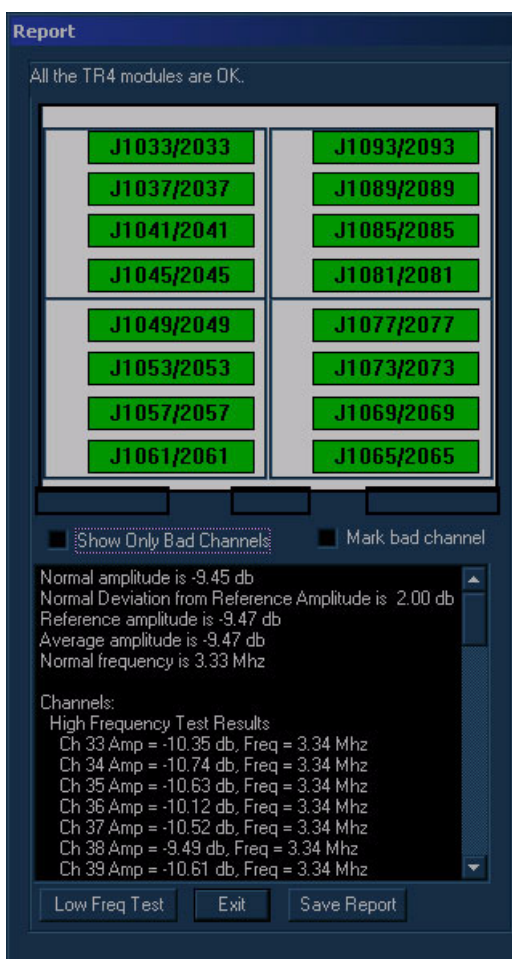 Report
All the TR4 modules are OK.
J1033/2033 J1093/2093
J1037/2037 J1089/2089
J1041/2041 J1085/2085
J1045/2045 J1081/2081
J1049/2049 J1077/2077
J1053/2053 J1073/2073
J1057/2057 J1069/2069
J1061/2061 J1065/2065
Show Only Bad Channels Mark bad channel
Normal amplitude is -9.45 db
Normal Deviation from Reference Amplitude is 2.00 db
Reference amplitude is -9.47 db
Average amplitude is -9.47 db
Normal frequency is 3.33 Mhz
Channels:
High Frequency Test Results
Ch 33 Amp = -10.35 db, Freq = 3.34 Mhz
Ch 34 Amp = -10.74 db, Freq = 3.34 Mhz
Ch 35 Amp = -10.63 db, Freq = 3.34 Mhz
Ch 36 Amp = -10.12 db, Freq = 3.34 Mhz
Ch 37 Amp = -10.52 db, Freq = 3.34 Mhz
Ch 38 Amp = -9.49 db, Freq = 3.34 Mhz
Ch 39 Amp = -10.61 db, Freq = 3.34 Mhz
Low Freq Test Exit Save Report